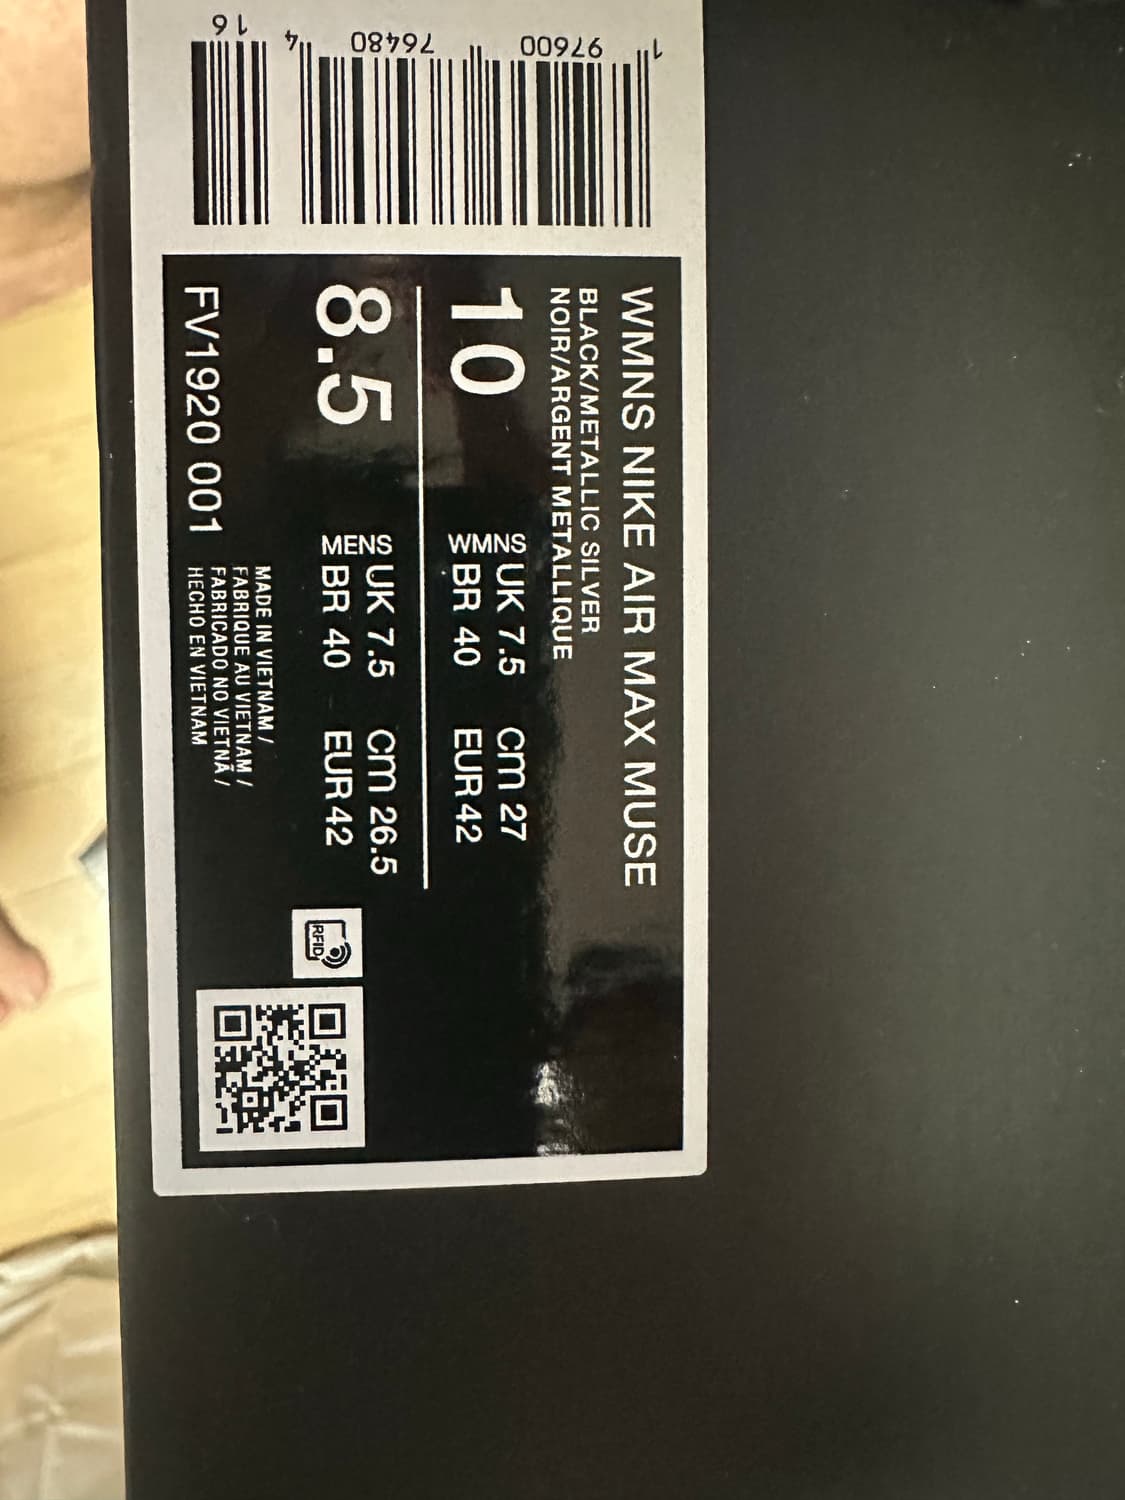 WMNS NIKE AIR MAX MUSE
BLACK/METALLIC SILVER
NOIR/ARGENT METALLIQUE
10 WMNS UK 7.5 cm 27
BR 40 EUR 42
8.5 MENS UK 7.5 cm 26.5
BR 40 EUR 42
FV1920 001
MADE IN VIETNAM /
FABRIQUE AU VIETNAM /
FABRICADO NO VIETNÃ /
HECHO EN VIETNAM
RFID
1 97600 76480 4 16